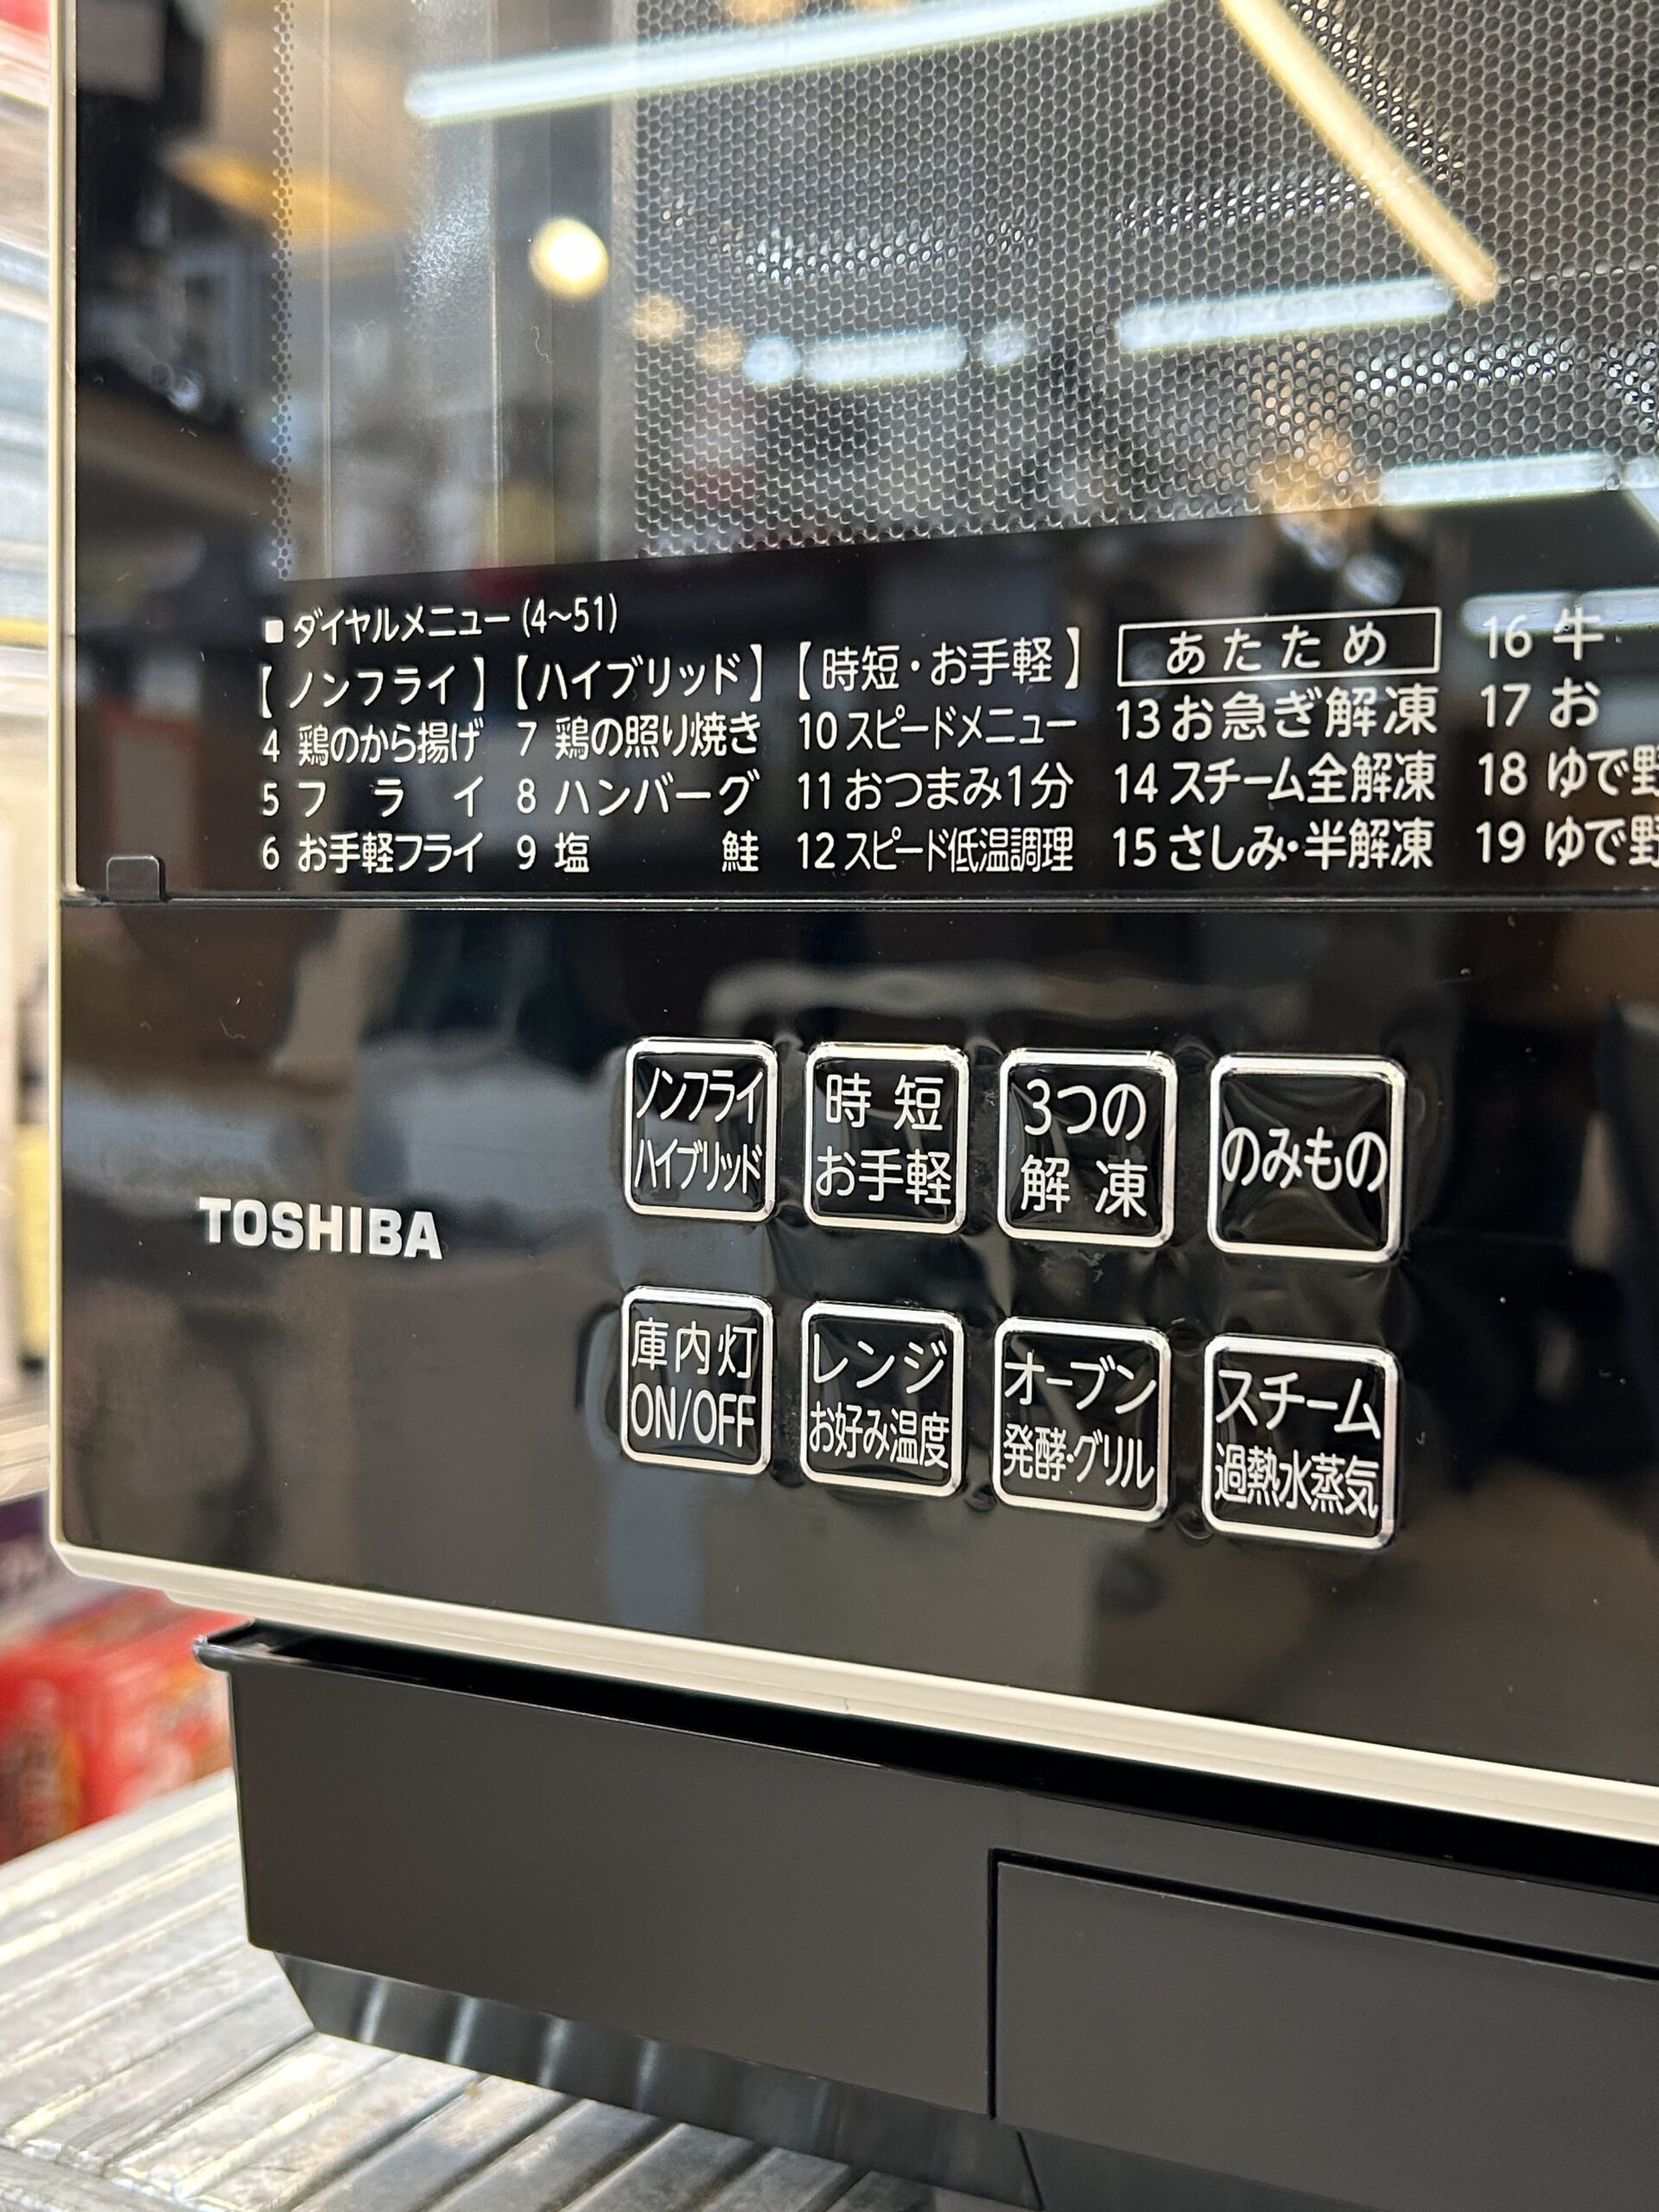 ■ ダイヤルメニュー (4〜51)
【ノンフライ】
4 鶏のから揚げ
5 フライ
6 お手軽フライ
【ハイブリッド】
7 鶏の照り焼き
8 ハンバーグ
9 塩鮭
【時短・お手軽】
10 スピードメニュー
11 おつまみ1分
12 スピード低温調理
あたため
13 お急ぎ解凍
14 スチーム全解凍
15 さしみ・半解凍
16 牛
17 お
18 ゆで野
19 ゆで野
ノンフライ
ハイブリッド
時短
お手軽
3つの
解凍
のみもの
TOSHIBA
庫内灯
ON/OFF
レンジ
お好み温度
オーブン
発酵・グリル
スチーム
過熱水蒸気